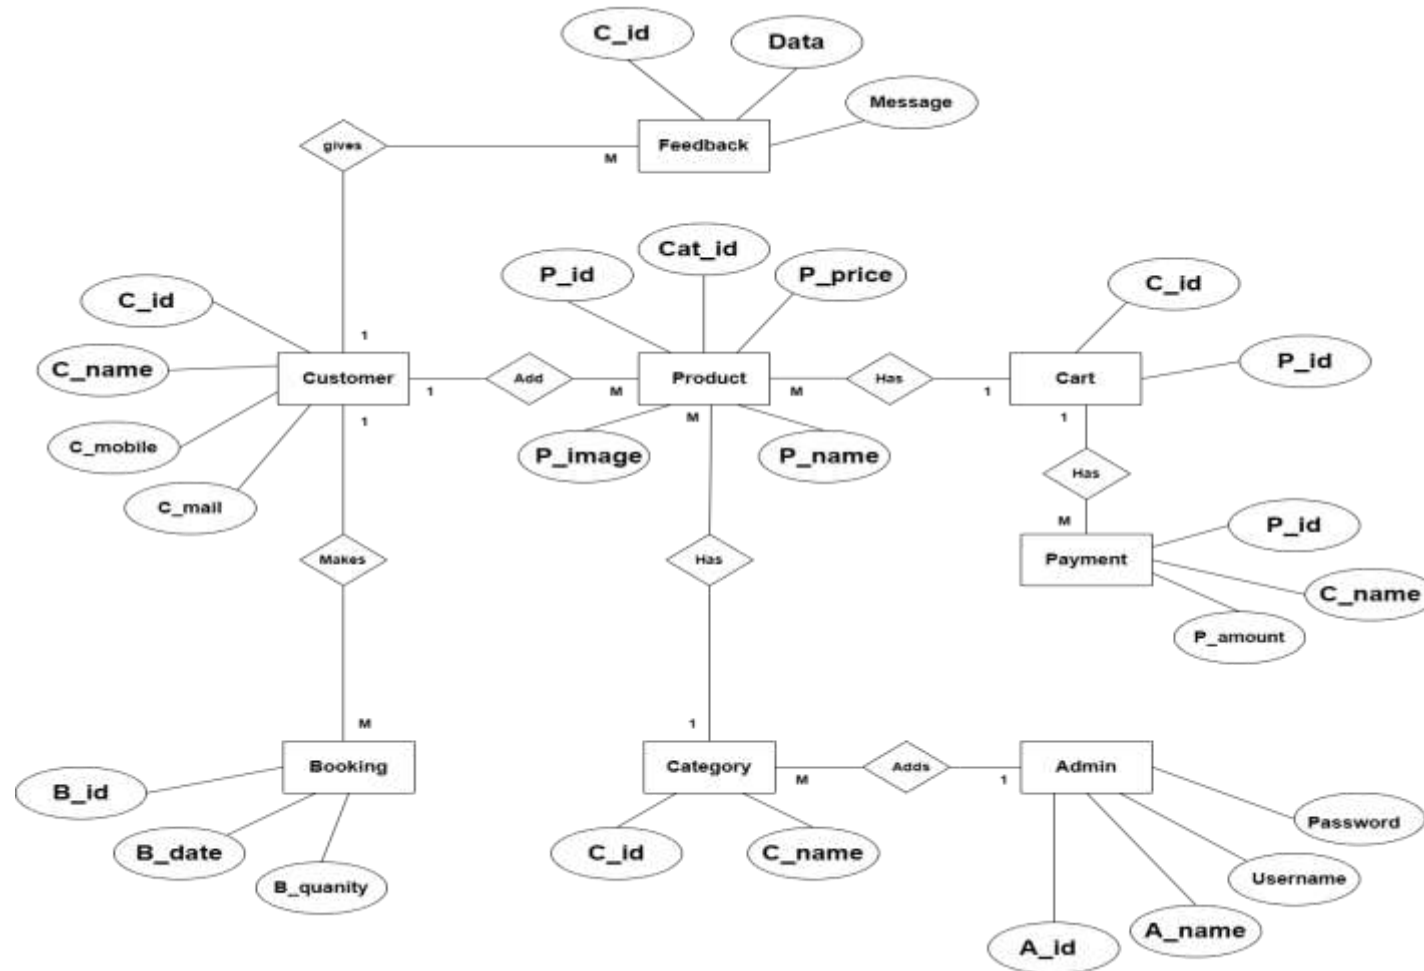 C_id
Data
Message
gives
M
Feedback
Cat_id
P_id
P_price
C_id
C_id
1
P_id
C_name
Customer
1
Add
M
Product
M
Has
1
Cart
1
M
1
C_mobile
P_image
P_name
Has
C_mail
M
P_id
Makes
Has
Payment
C_name
P_amount
M
1
Booking
Category
M
Adds
1
Admin
B_id
Password
B_date
C_id
C_name
B_quanity
Username
A_name
A_id